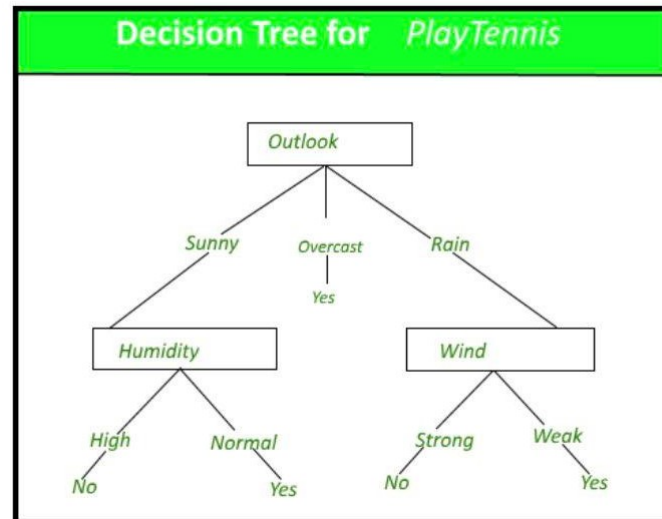 Decision Tree for PlayTennis
Outlook
Sunny Overcast Rain
Yes
Humidity Wind
High Normal Strong Weak
No Yes No Yes